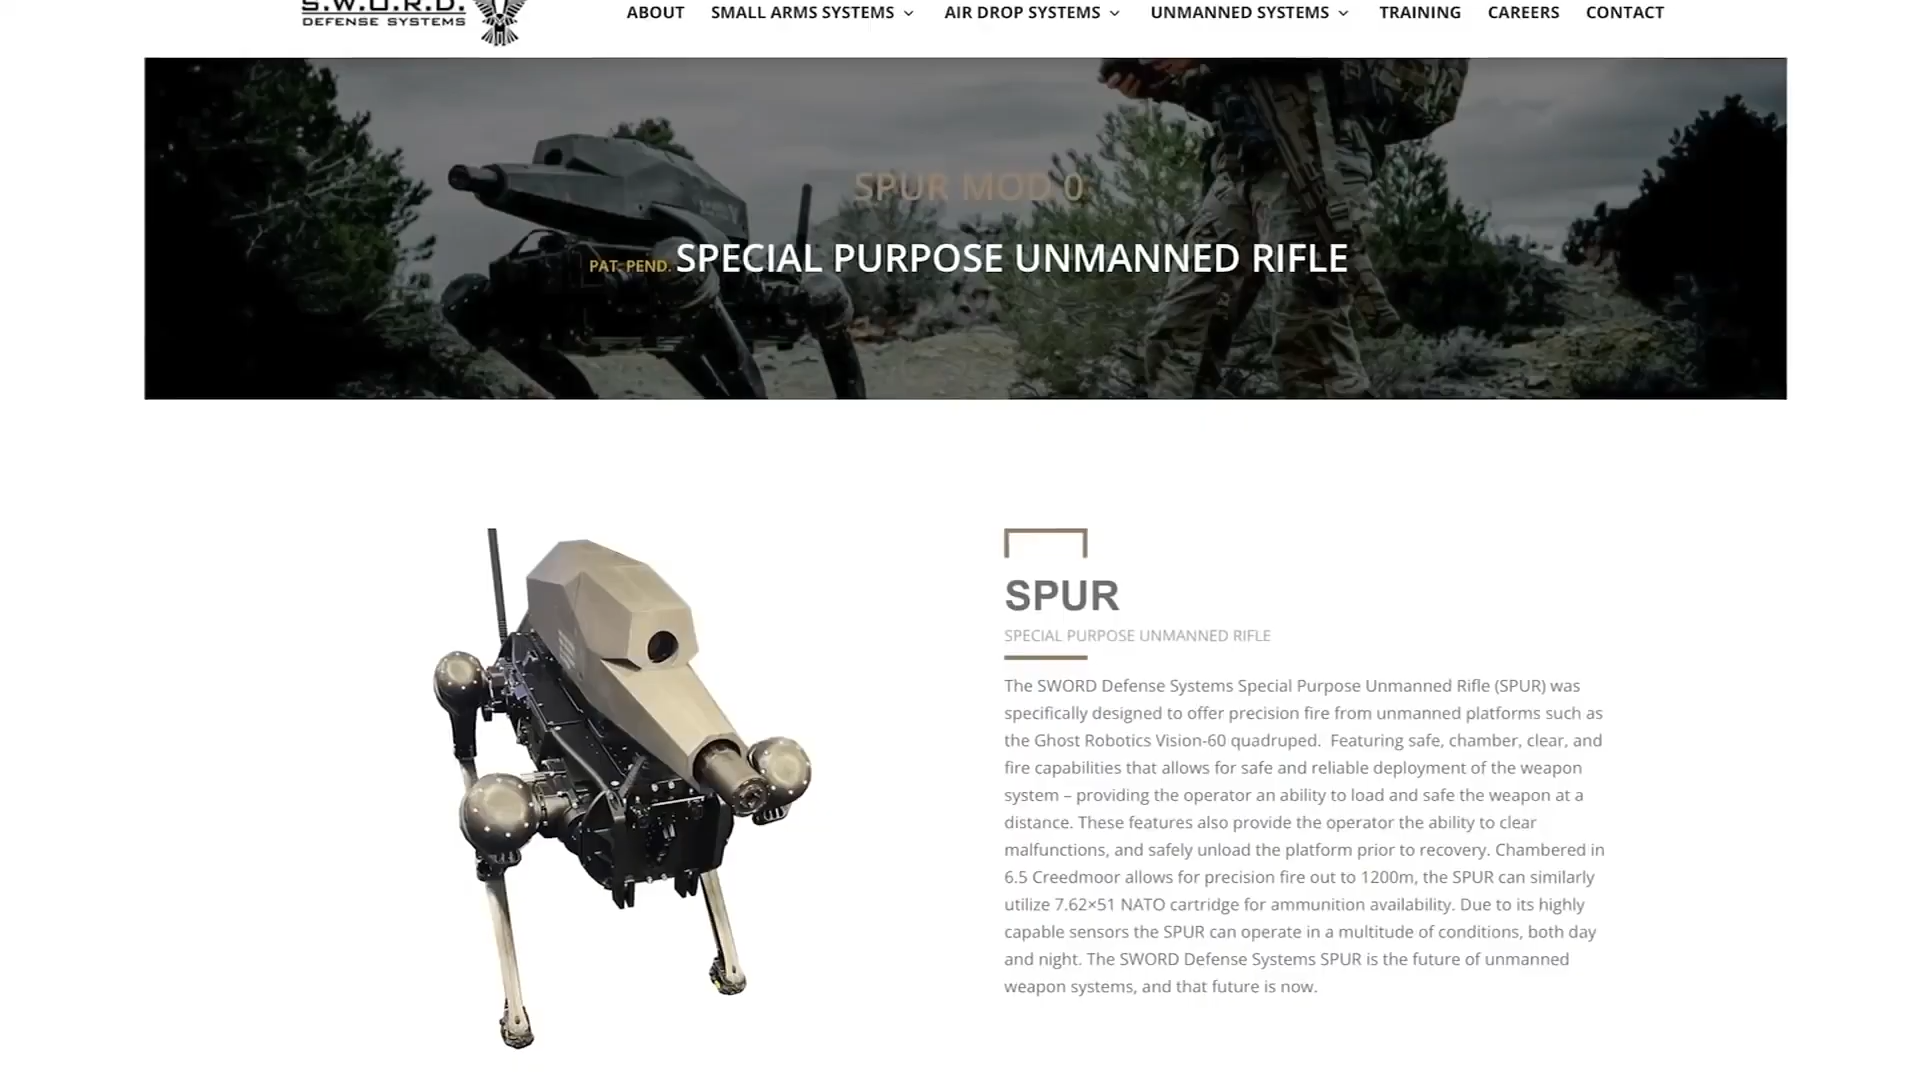 S.W.O.R.D.
DEFENSE SYSTEMS
ABOUT SMALL ARMS SYSTEMS AIR DROP SYSTEMS UNMANNED SYSTEMS TRAINING CAREERS CONTACT
SPUR MOD 0
PAT. PEND. SPECIAL PURPOSE UNMANNED RIFLE
SPUR
SPECIAL PURPOSE UNMANNED RIFLE
The SWORD Defense Systems Special Purpose Unmanned Rifle (SPUR) was
specifically designed to offer precision fire from unmanned platforms such as
the Ghost Robotics Vision-60 quadruped. Featuring safe, chamber, clear, and
fire capabilities that allows for safe and reliable deployment of the weapon
system – providing the operator an ability to load and safe the weapon at a
distance. These features also provide the operator the ability to clear
malfunctions, and safely unload the platform prior to recovery. Chambered in
6.5 Creedmoor allows for precision fire out to 1200m, the SPUR can similarly
utilize 7.62×51 NATO cartridge for ammunition availability. Due to its highly
capable sensors the SPUR can operate in a multitude of conditions, both day
and night. The SWORD Defense Systems SPUR is the future of unmanned
weapon systems, and that future is now.